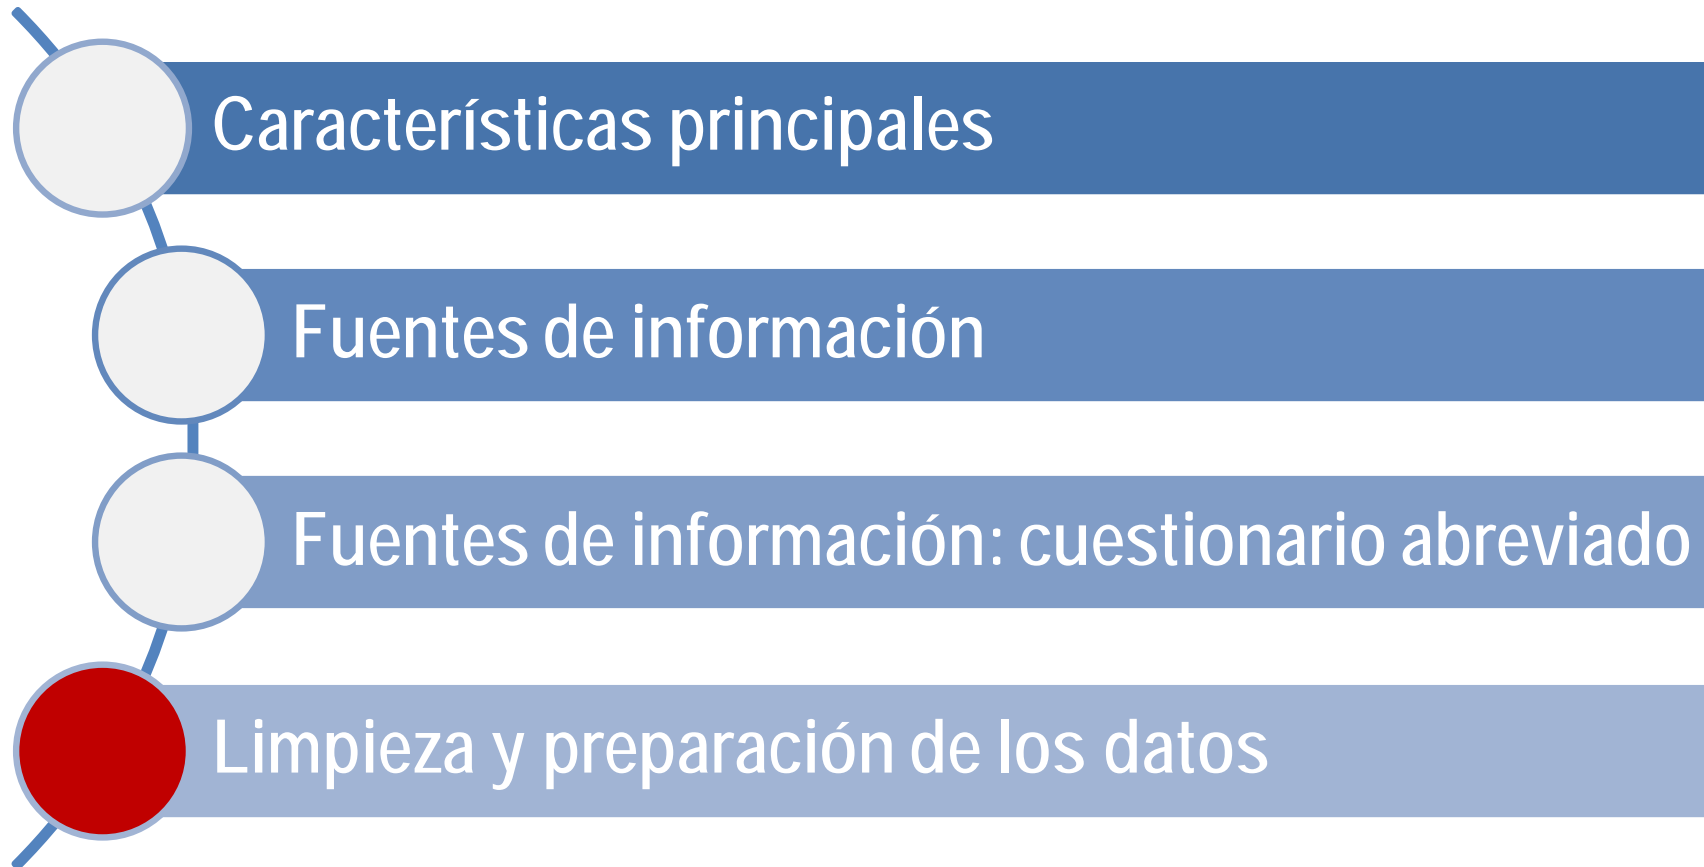 Características principales
Fuentes de información
Fuentes de información: cuestionario abreviado
Limpieza y preparación de los datos